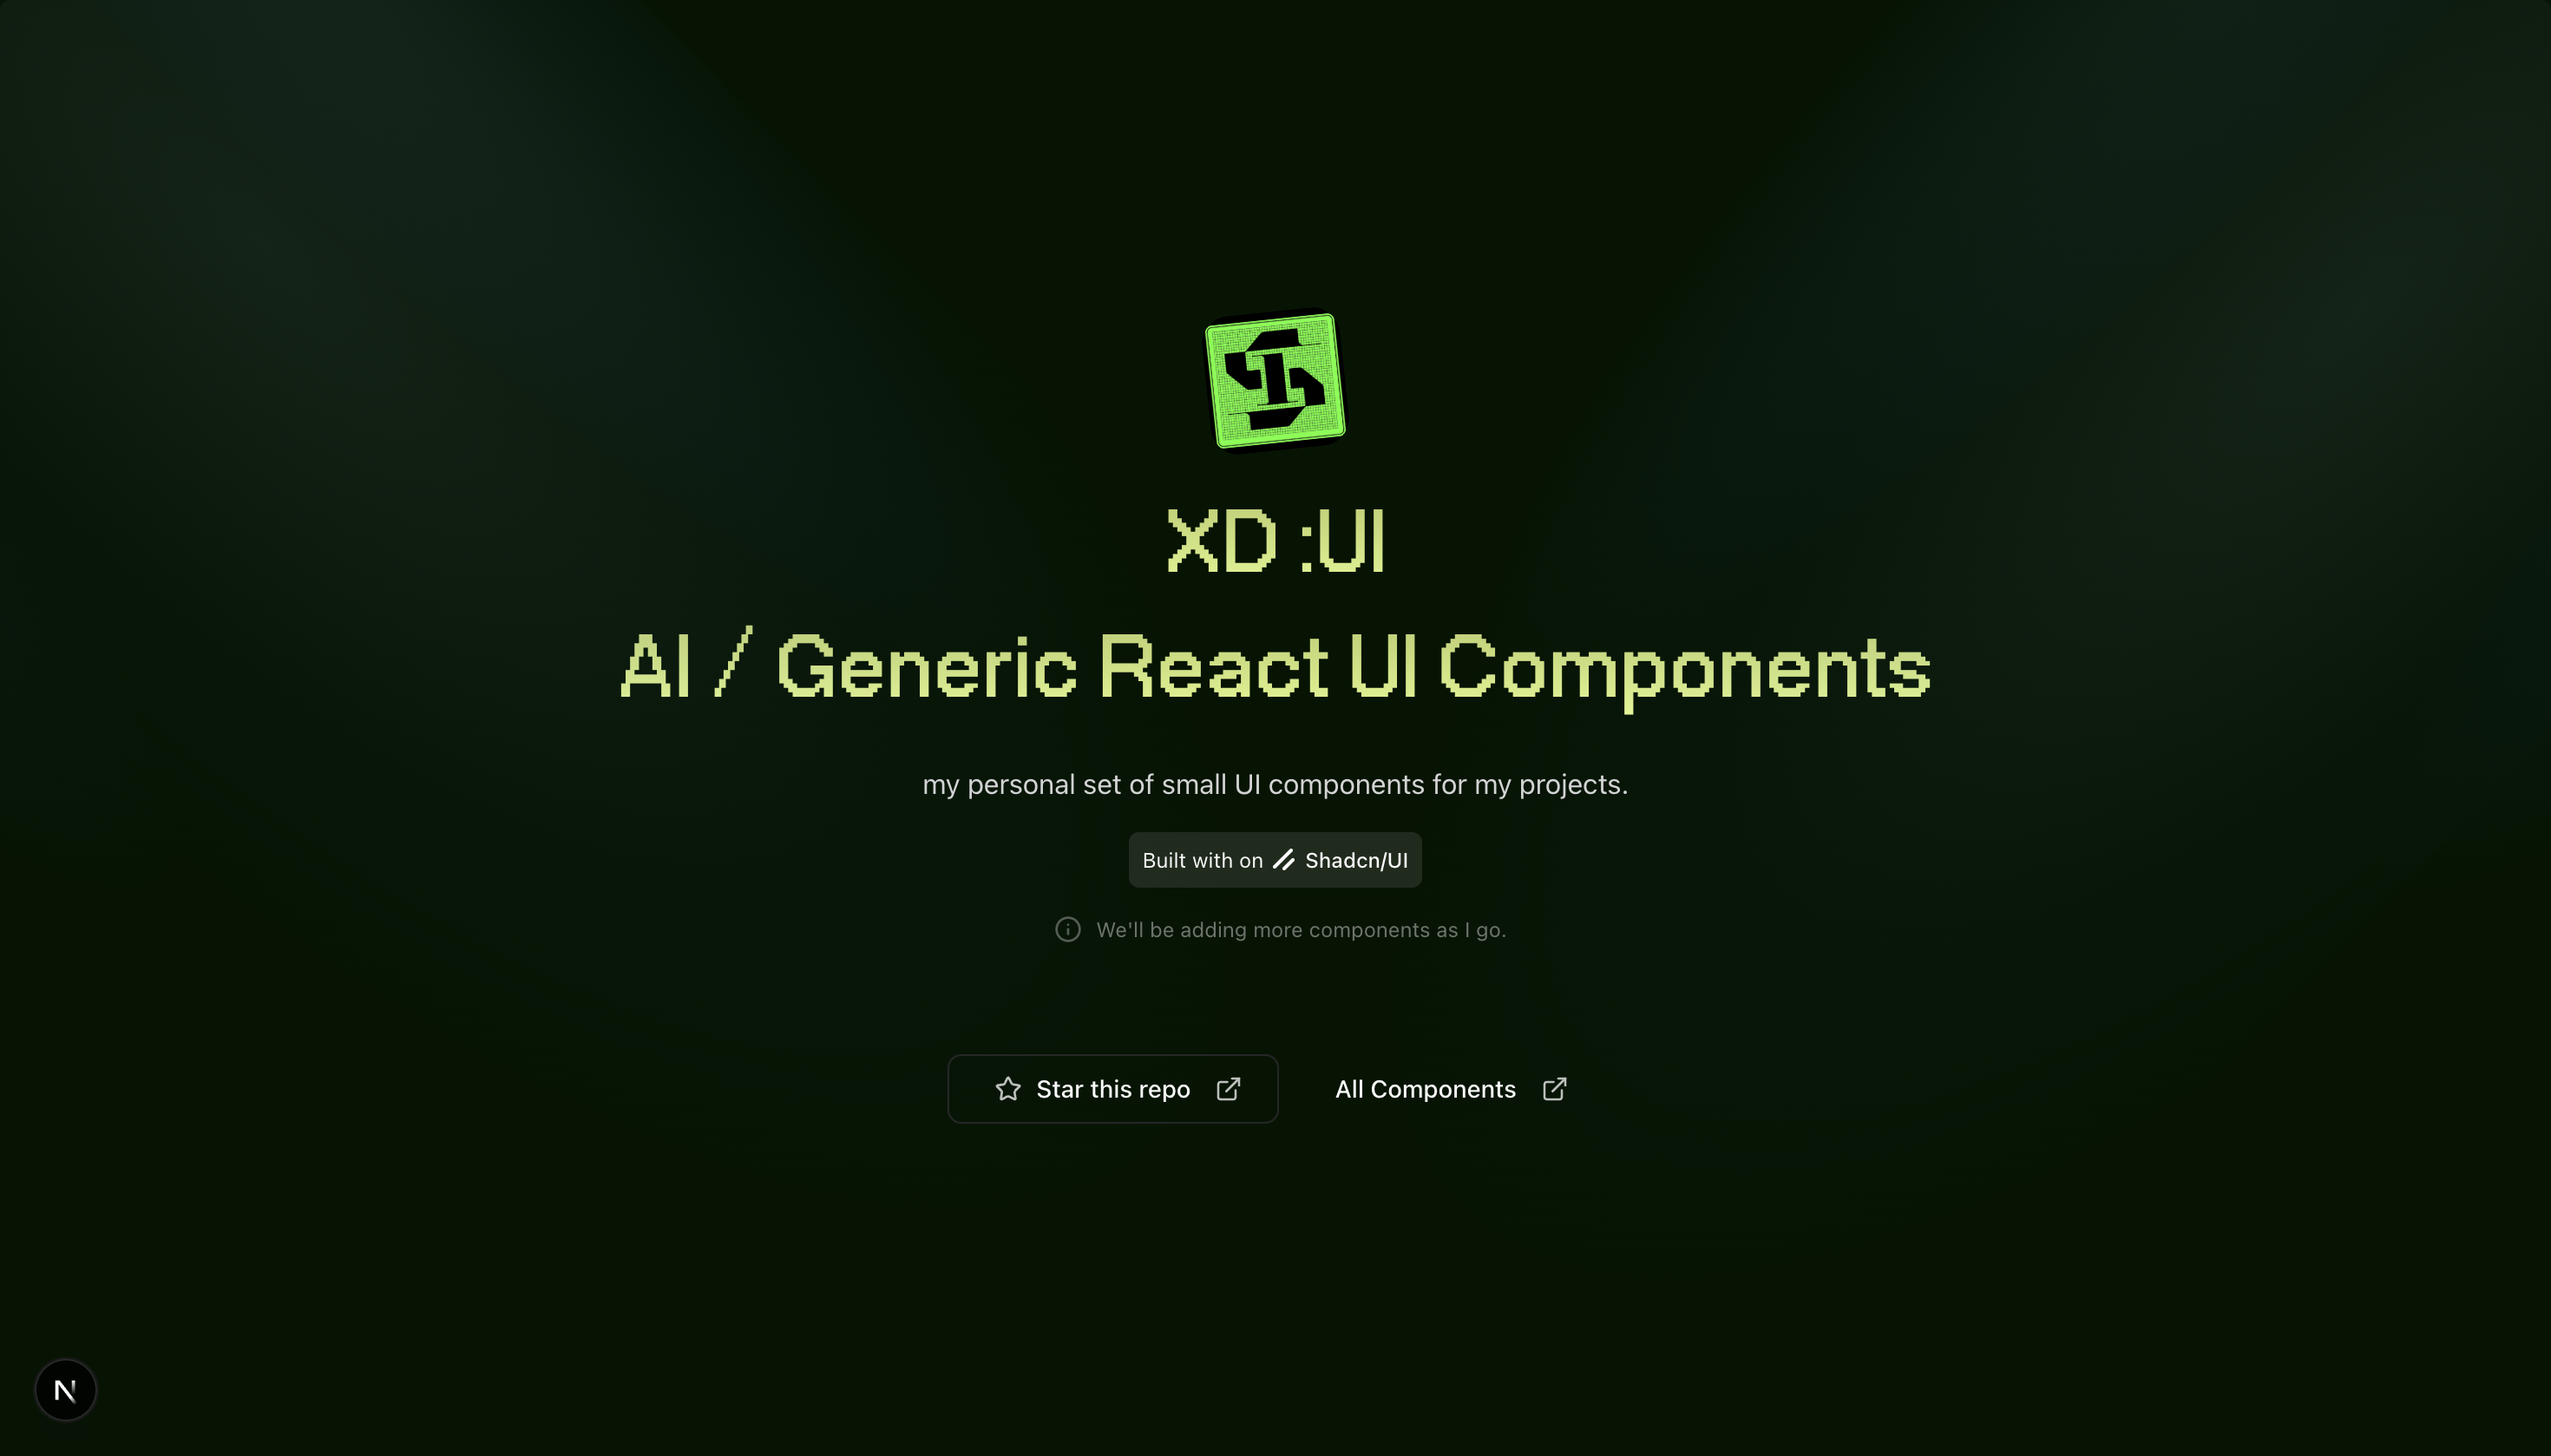 XD :UI
AI / Generic React UI Components
my personal set of small UI components for my projects.
Built with on Shadcn/UI
We'll be adding more components as I go.
Star this repo
All Components
N